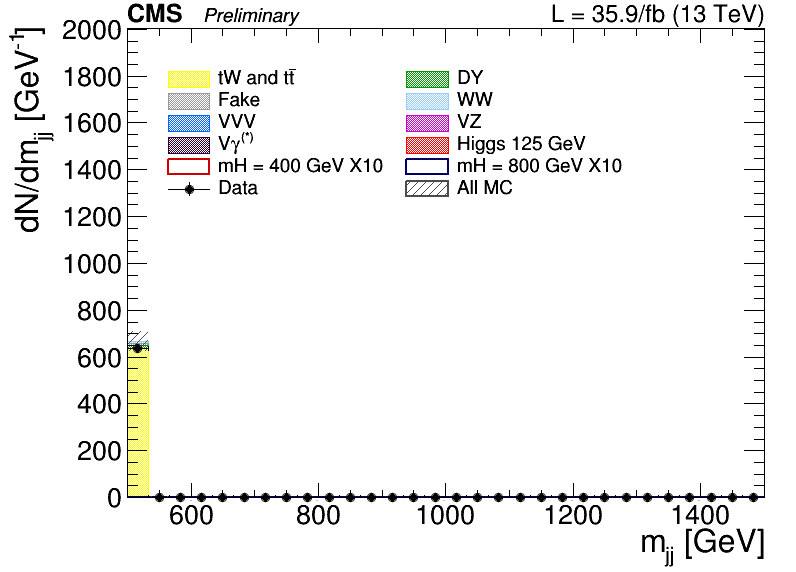 CMS Preliminary L = 35.9/fb (13 TeV)
dN/dm_jj [GeV⁻¹]
2000
1800
1600
1400
1200
1000
800
600
400
200
0
tW and tt̄ DY
Fake WW
VVV VZ
Vγ⁽*⁾ Higgs 125 GeV
mH = 400 GeV X10 mH = 800 GeV X10
Data All MC
600 800 1000 1200 1400
m_jj [GeV]